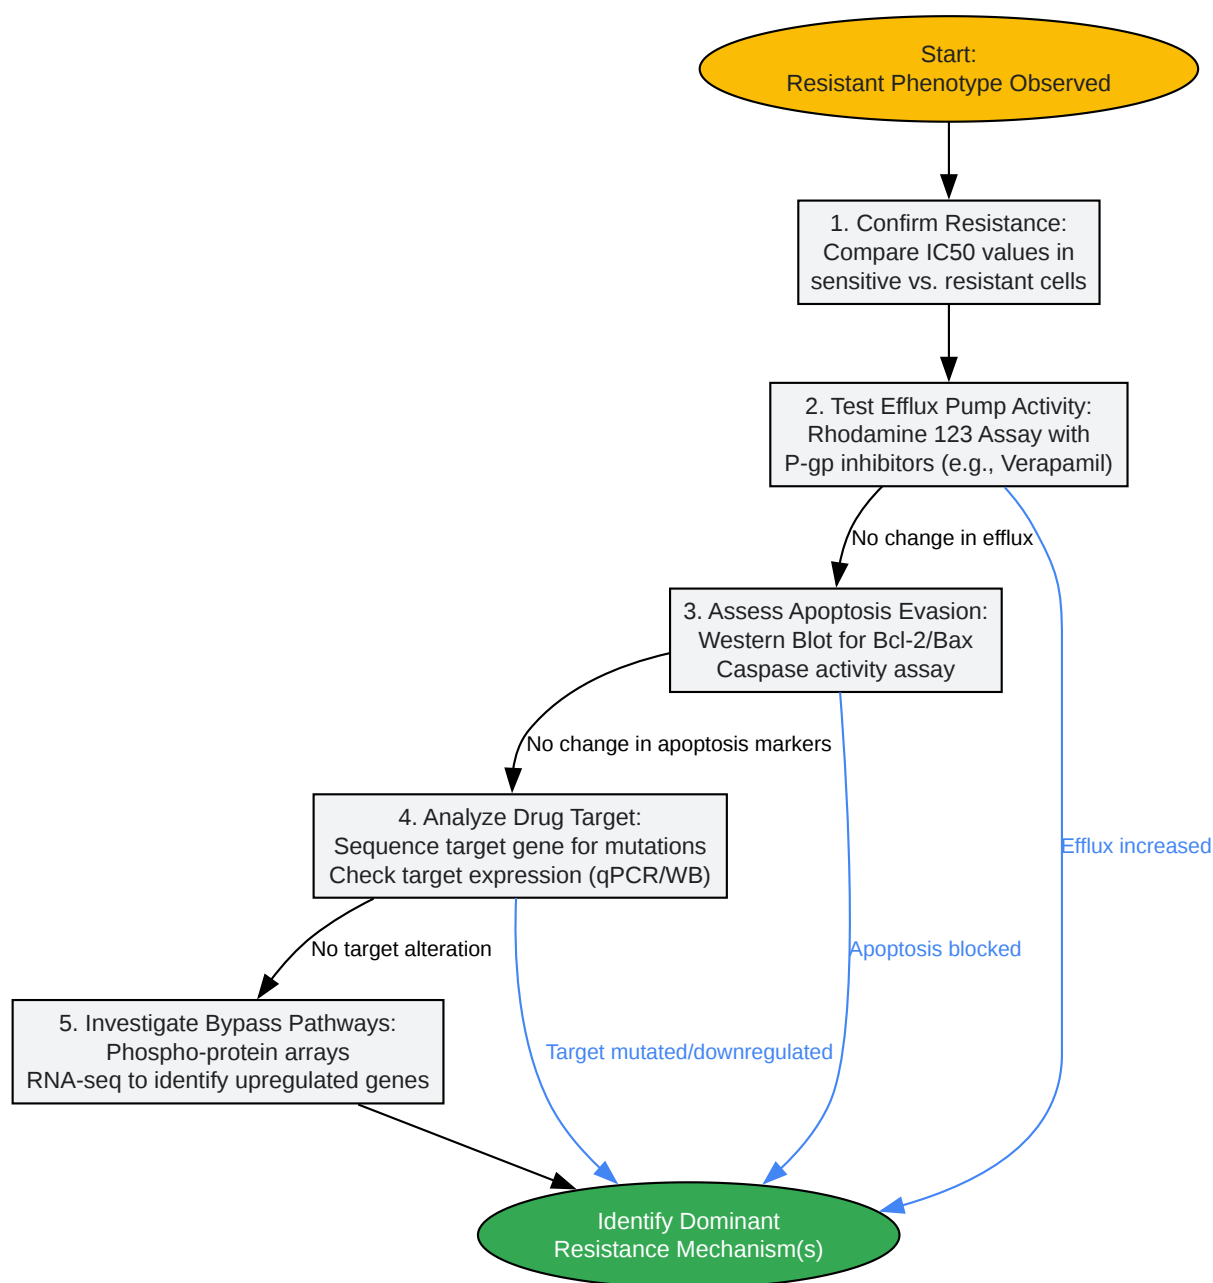 Start:
Resistant Phenotype Observed
1. Confirm Resistance:
Compare IC50 values in
sensitive vs. resistant cells
2. Test Efflux Pump Activity:
Rhodamine 123 Assay with
P-gp inhibitors (e.g., Verapamil)
No change in efflux
3. Assess Apoptosis Evasion:
Western Blot for Bcl-2/Bax
Caspase activity assay
No change in apoptosis markers
4. Analyze Drug Target:
Sequence target gene for mutations
Check target expression (qPCR/WB)
Efflux increased
No target alteration
Apoptosis blocked
5. Investigate Bypass Pathways:
Phospho-protein arrays
RNA-seq to identify upregulated genes
Target mutated/downregulated
Identify Dominant
Resistance Mechanism(s)